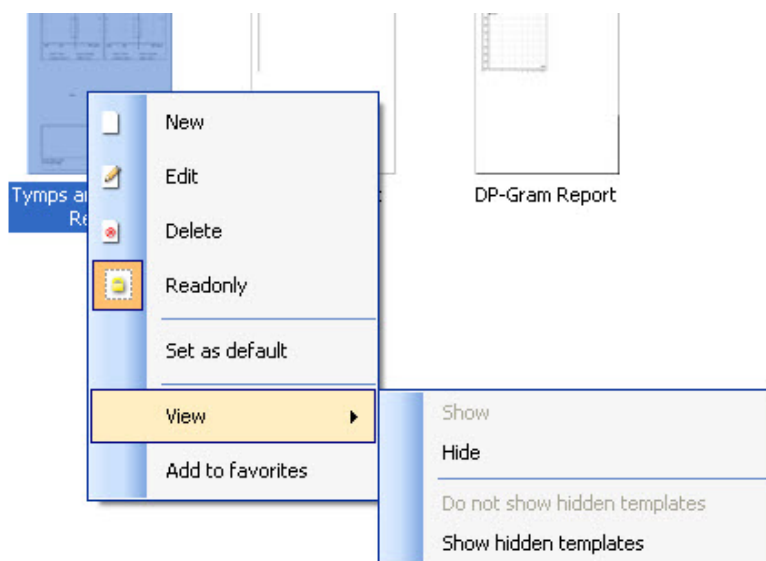 New
Edit
Tymps a
DP-Gram Report
Re
Delete
Readonly
Set as default
View
Show
Hide
Add to favorites
Do not show hidden templates
Show hidden templates